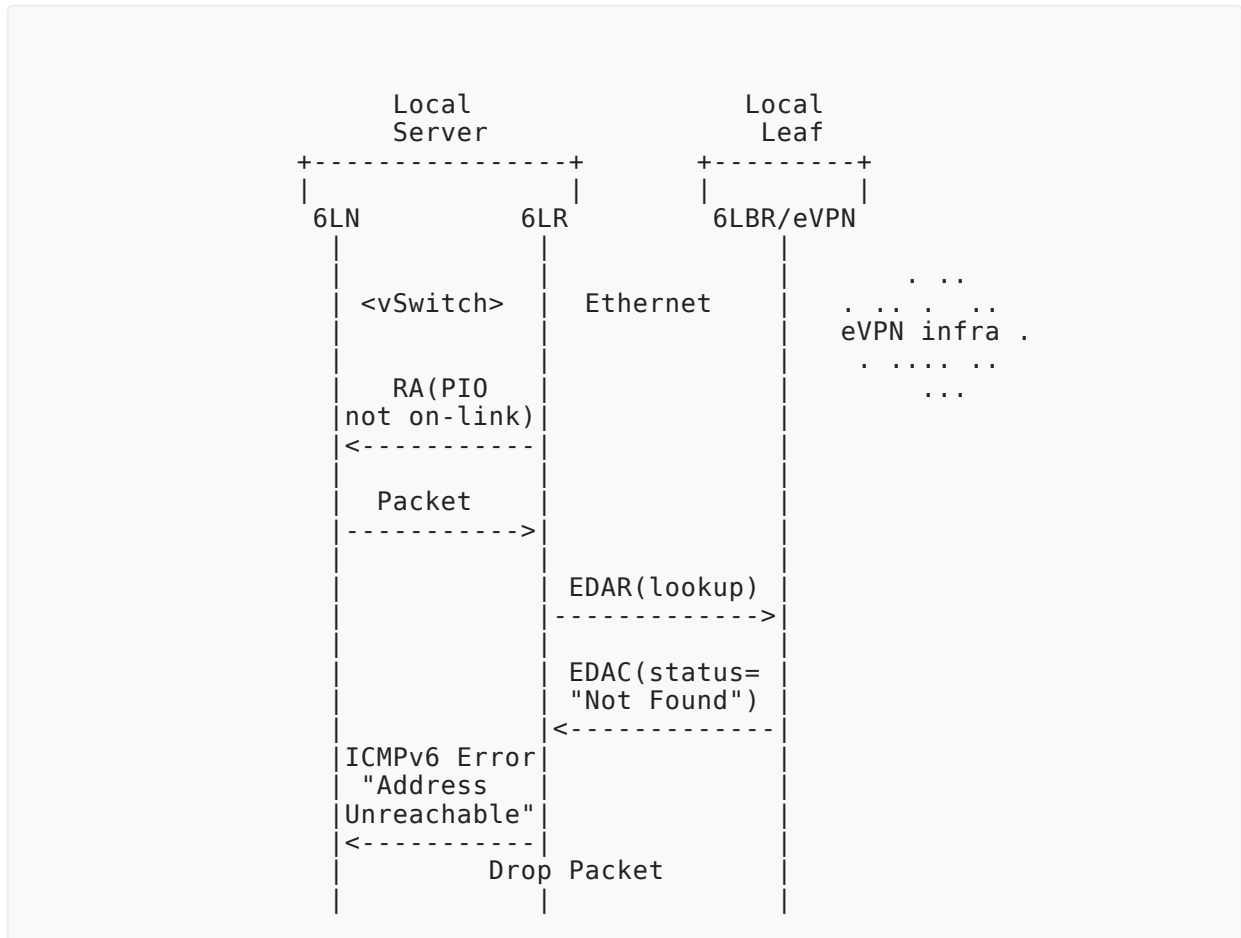 Local                 Local
Server                 Leaf
+----------------+       +---------+
|                |       |         |
6LN            6LR         6LBR/eVPN
|            |              |
|            |              |       . ..
| <vSwitch>  |  Ethernet    |   . .. .  ..
|            |              |   eVPN infra .
|            |              |    . .... ..
|   RA(PIO   |              |        ...
|not on-link)|              |
|<-----------|              |
|            |              |
|  Packet    |              |
|----------->|              |
|            |              |
|            | EDAR(lookup) |
|            |------------->|
|            |              |
|            | EDAC(status= |
|            | "Not Found") |
|            |<-------------|
|ICMPv6 Error|              |
| "Address   |              |
|Unreachable"|              |
|<-----------|              |
|         Drop Packet       |
|            |              |